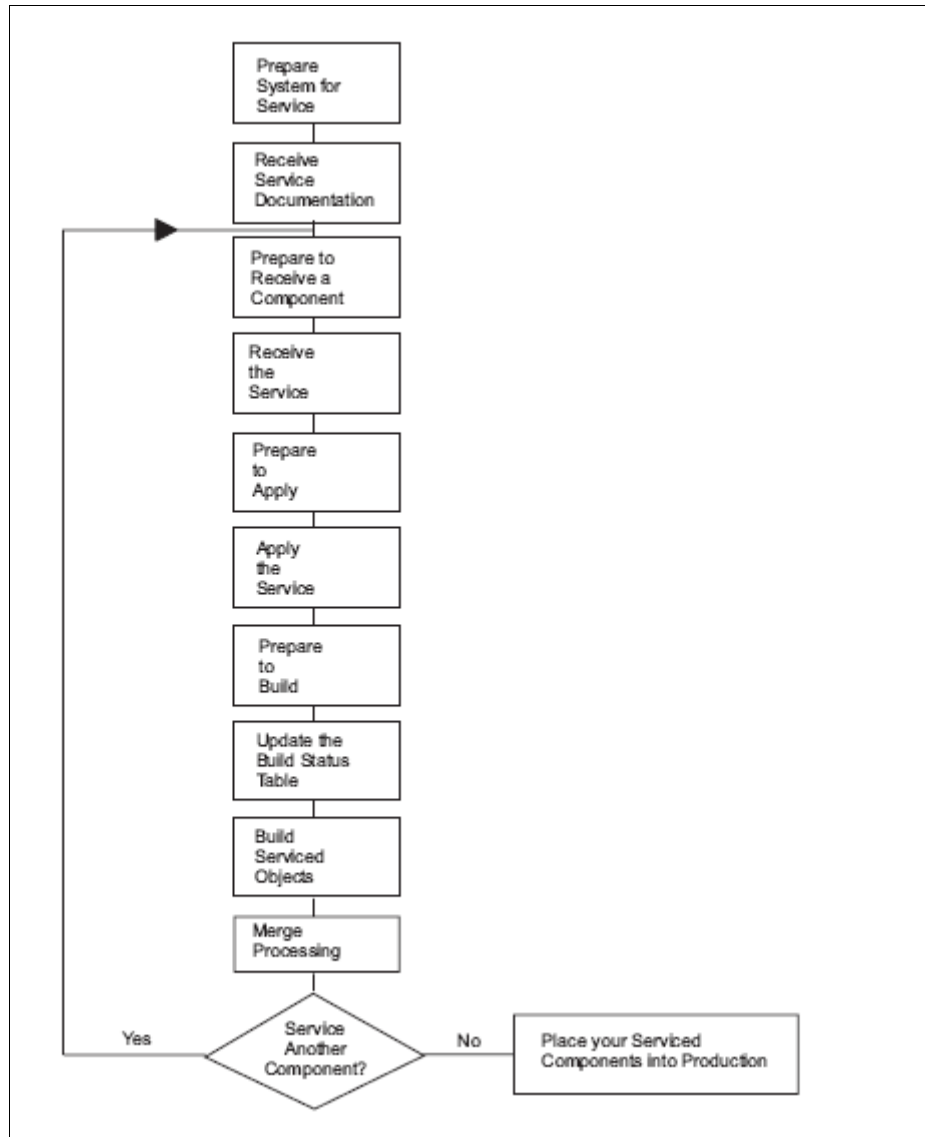 Prepare
System for
Service
Receive
Service
Documentation
Prepare to
Receive a
Component
Receive
the
Service
Prepare
to
Apply
Apply
the
Service
Prepare
to
Build
Update the
Build Status
Table
Build
Serviced
Objects
Merge
Processing
Service
Another
Component?
Yes
No
Place your Serviced
Components into Production